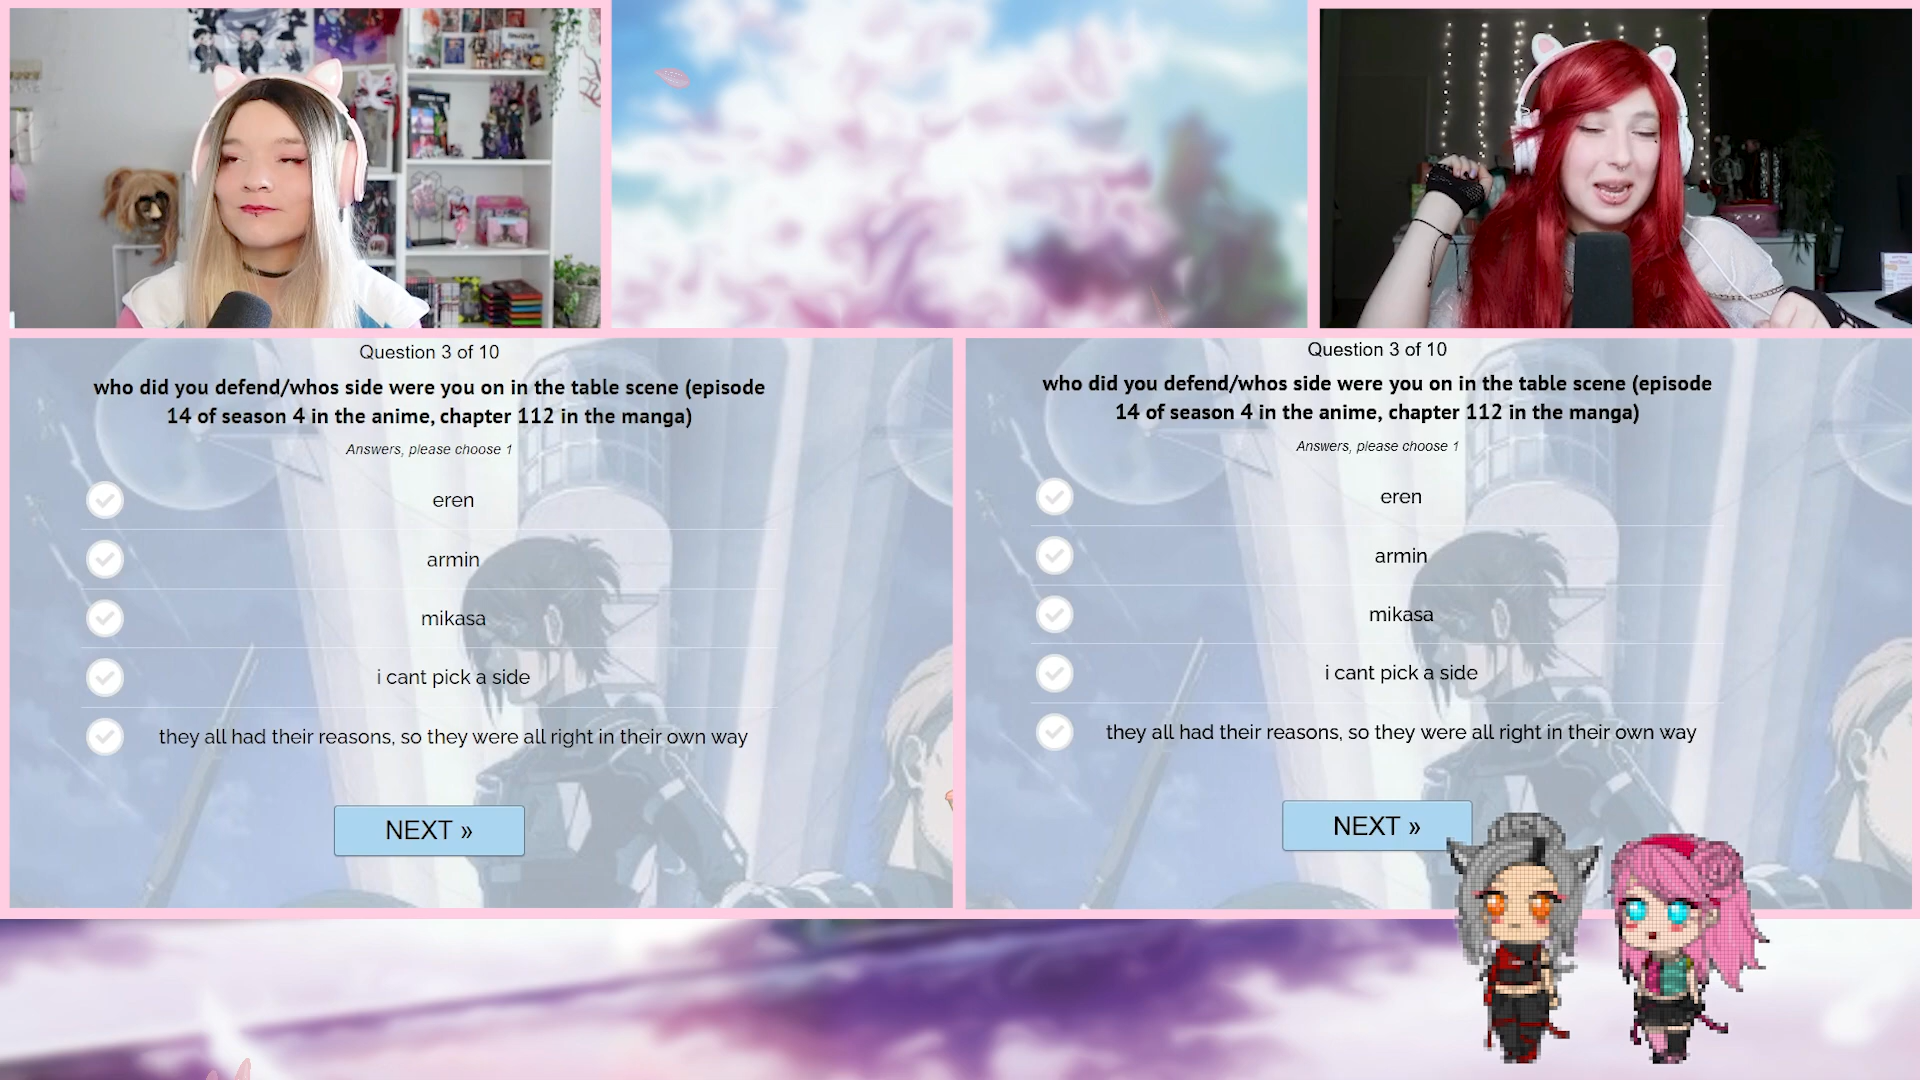 Question 3 of 10
who did you defend/whos side were you on in the table scene (episode
14 of season 4 in the anime, chapter 112 in the manga)
Answers, please choose 1
eren
armin
mikasa
i cant pick a side
they all had their reasons, so they were all right in their own way
NEXT »
Question 3 of 10
who did you defend/whos side were you on in the table scene (episode
14 of season 4 in the anime, chapter 112 in the manga)
Answers, please choose 1
eren
armin
mikasa
i cant pick a side
they all had their reasons, so they were all right in their own way
NEXT »